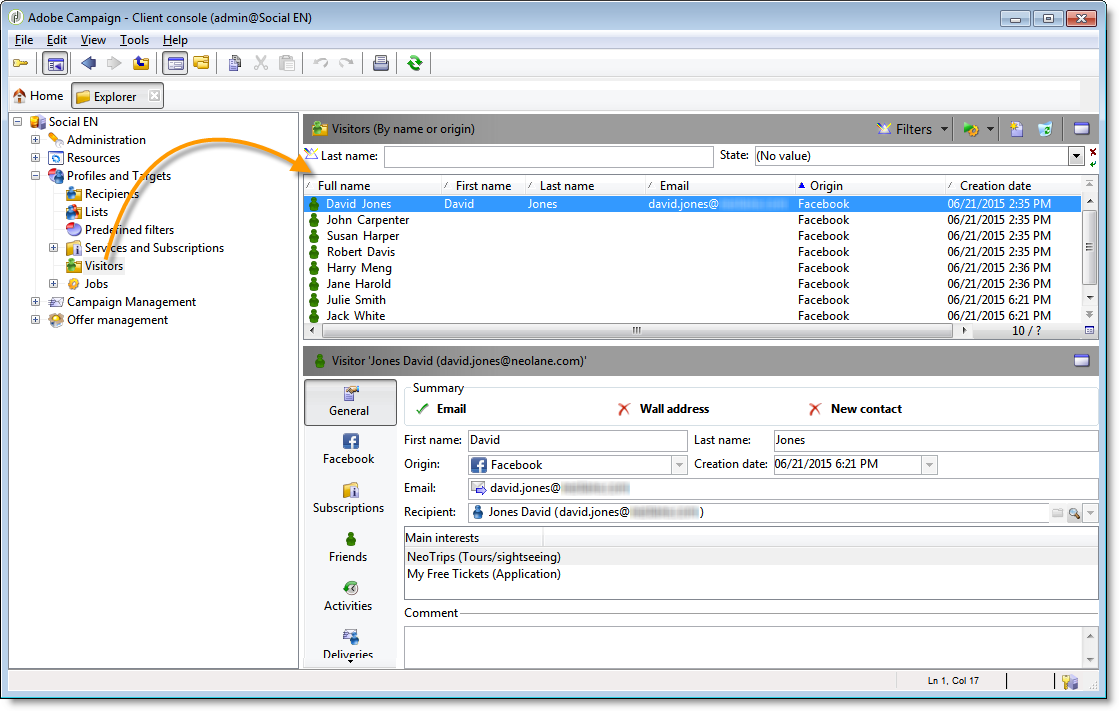 Adobe Campaign - Client console (admin@Social EN)
File Edit View Tools Help
Home Explorer
Social EN
Administration
Resources
Profiles and Targets
Recipients
Lists
Predefined filters
Services and Subscriptions
Visitors
Jobs
Campaign Management
Offer management
Visitors (By name or origin) Filters
Last name: State: (No value)
Full name First name Last name Email Origin Creation date
David Jones David Jones david.jones@ Facebook 06/21/2015 2:35 PM
John Carpenter Facebook 06/21/2015 2:35 PM
Susan Harper Facebook 06/21/2015 2:35 PM
Robert Davis Facebook 06/21/2015 2:35 PM
Harry Meng Facebook 06/21/2015 2:36 PM
Jane Harold Facebook 06/21/2015 2:36 PM
Julie Smith Facebook 06/21/2015 6:21 PM
Jack White Facebook 06/21/2015 6:21 PM
10 / ?
Visitor 'Jones David (david.jones@neolane.com)'
General
Facebook
Subscriptions
Friends
Activities
Deliveries
Summary
Email Wall address New contact
First name: David Last name: Jones
Origin: Facebook Creation date: 06/21/2015 6:21 PM
Email: david.jones@
Recipient: Jones David (david.jones@ )
Main interests
NeoTrips (Tours/sightseeing)
My Free Tickets (Application)
Comment
Ln 1, Col 17